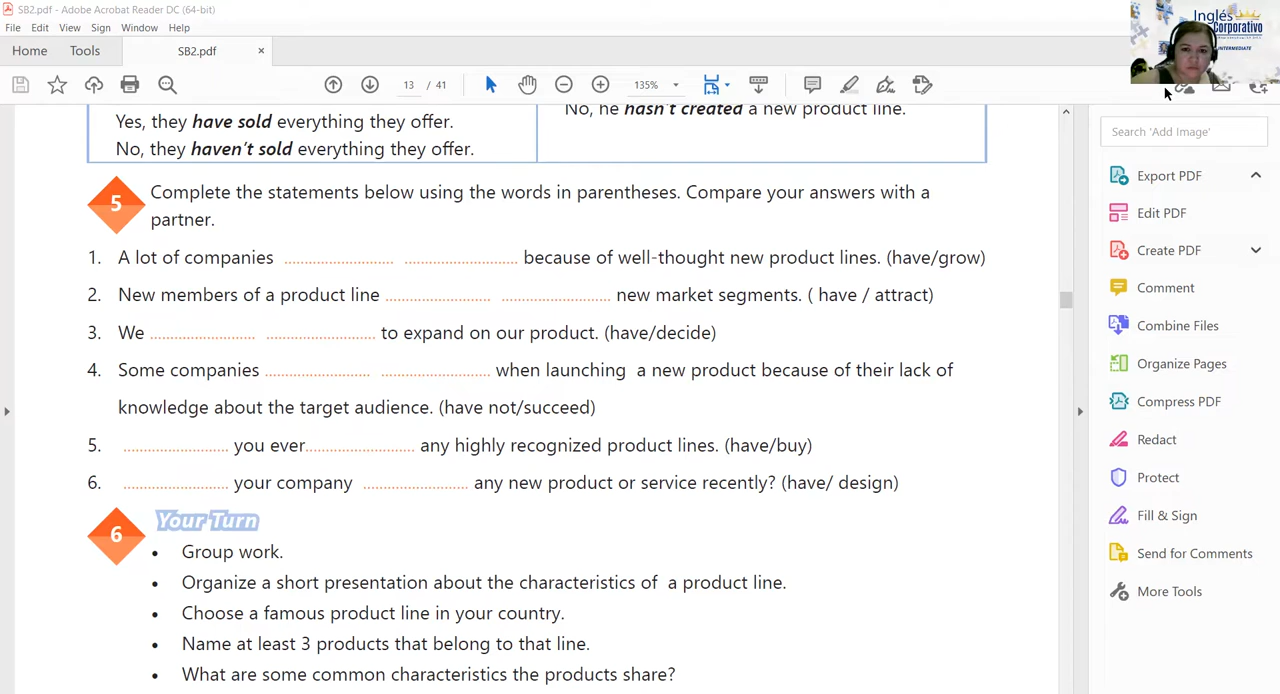 SB2.pdf - Adobe Acrobat Reader DC (64-bit)
File Edit View Sign Window Help
Home Tools SB2.pdf ×
13 / 41 135%
Inglés
Corporativo
INTERMEDIATE
Yes, they have sold everything they offer.
No, they haven't sold everything they offer.
No, he hasn't created a new product line.
5 Complete the statements below using the words in parentheses. Compare your answers with a
partner.
1. A lot of companies ........................ ........................ because of well-thought new product lines. (have/grow)
2. New members of a product line ........................ ........................ new market segments. ( have / attract)
3. We ........................ ........................ to expand on our product. (have/decide)
4. Some companies ........................ ........................ when launching a new product because of their lack of
knowledge about the target audience. (have not/succeed)
5. ........................ you ever........................ any highly recognized product lines. (have/buy)
6. ........................ your company ........................ any new product or service recently? (have/ design)
6 Your Turn
• Group work.
• Organize a short presentation about the characteristics of a product line.
• Choose a famous product line in your country.
• Name at least 3 products that belong to that line.
• What are some common characteristics the products share?
Search 'Add Image'
Export PDF
Edit PDF
Create PDF
Comment
Combine Files
Organize Pages
Compress PDF
Redact
Protect
Fill & Sign
Send for Comments
More Tools